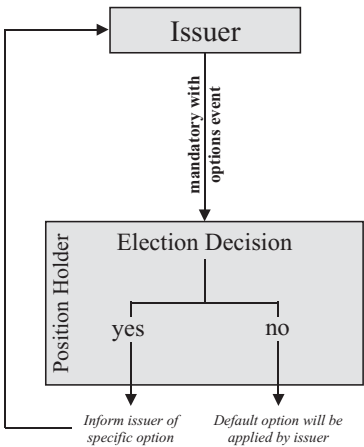 Issuer
mandatory with
options event
Position Holder
Election Decision
yes
no
Inform issuer of
specific option
Default option will be
applied by issuer